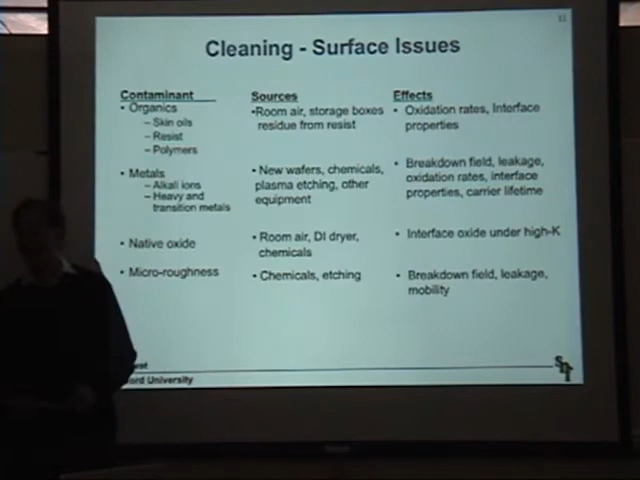 11
Cleaning - Surface Issues
Contaminant Sources Effects
• Organics
– Skin oils
– Resist
– Polymers
•Room air, storage boxes
residue from resist
• Oxidation rates, Interface
properties
• Metals
– Alkali ions
– Heavy and
transition metals
• New wafers, chemicals,
plasma etching, other
equipment
• Breakdown field, leakage,
oxidation rates, interface
properties, carrier lifetime
• Native oxide
• Room air, DI dryer,
chemicals
• Interface oxide under high-K
• Micro-roughness
• Chemicals, etching
• Breakdown field, leakage,
mobility
University